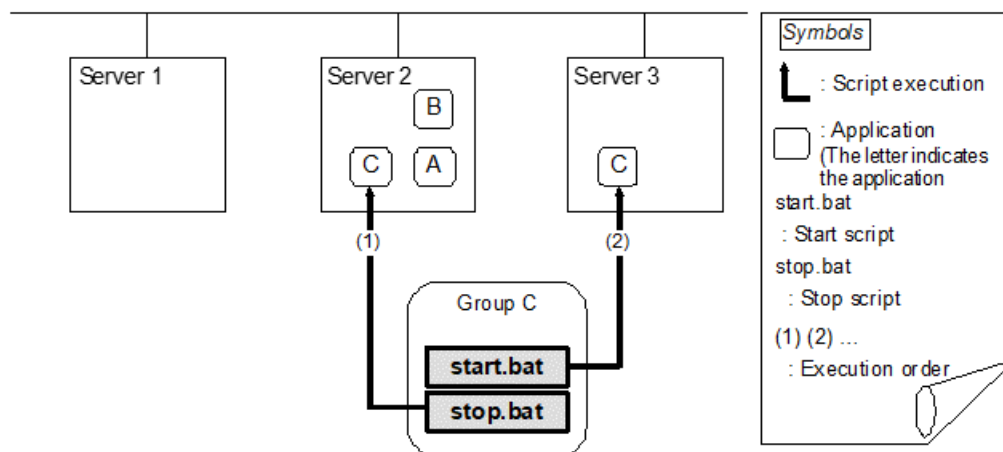 Server 1
Server 2
Server 3
B
C
A
C
(1)
(2)
Group C
start.bat
stop.bat
Symbols
: Script execution
: Application
(The letter indicates
the application
start.bat
: Start script
stop.bat
: Stop script
(1) (2) ...
: Execution order